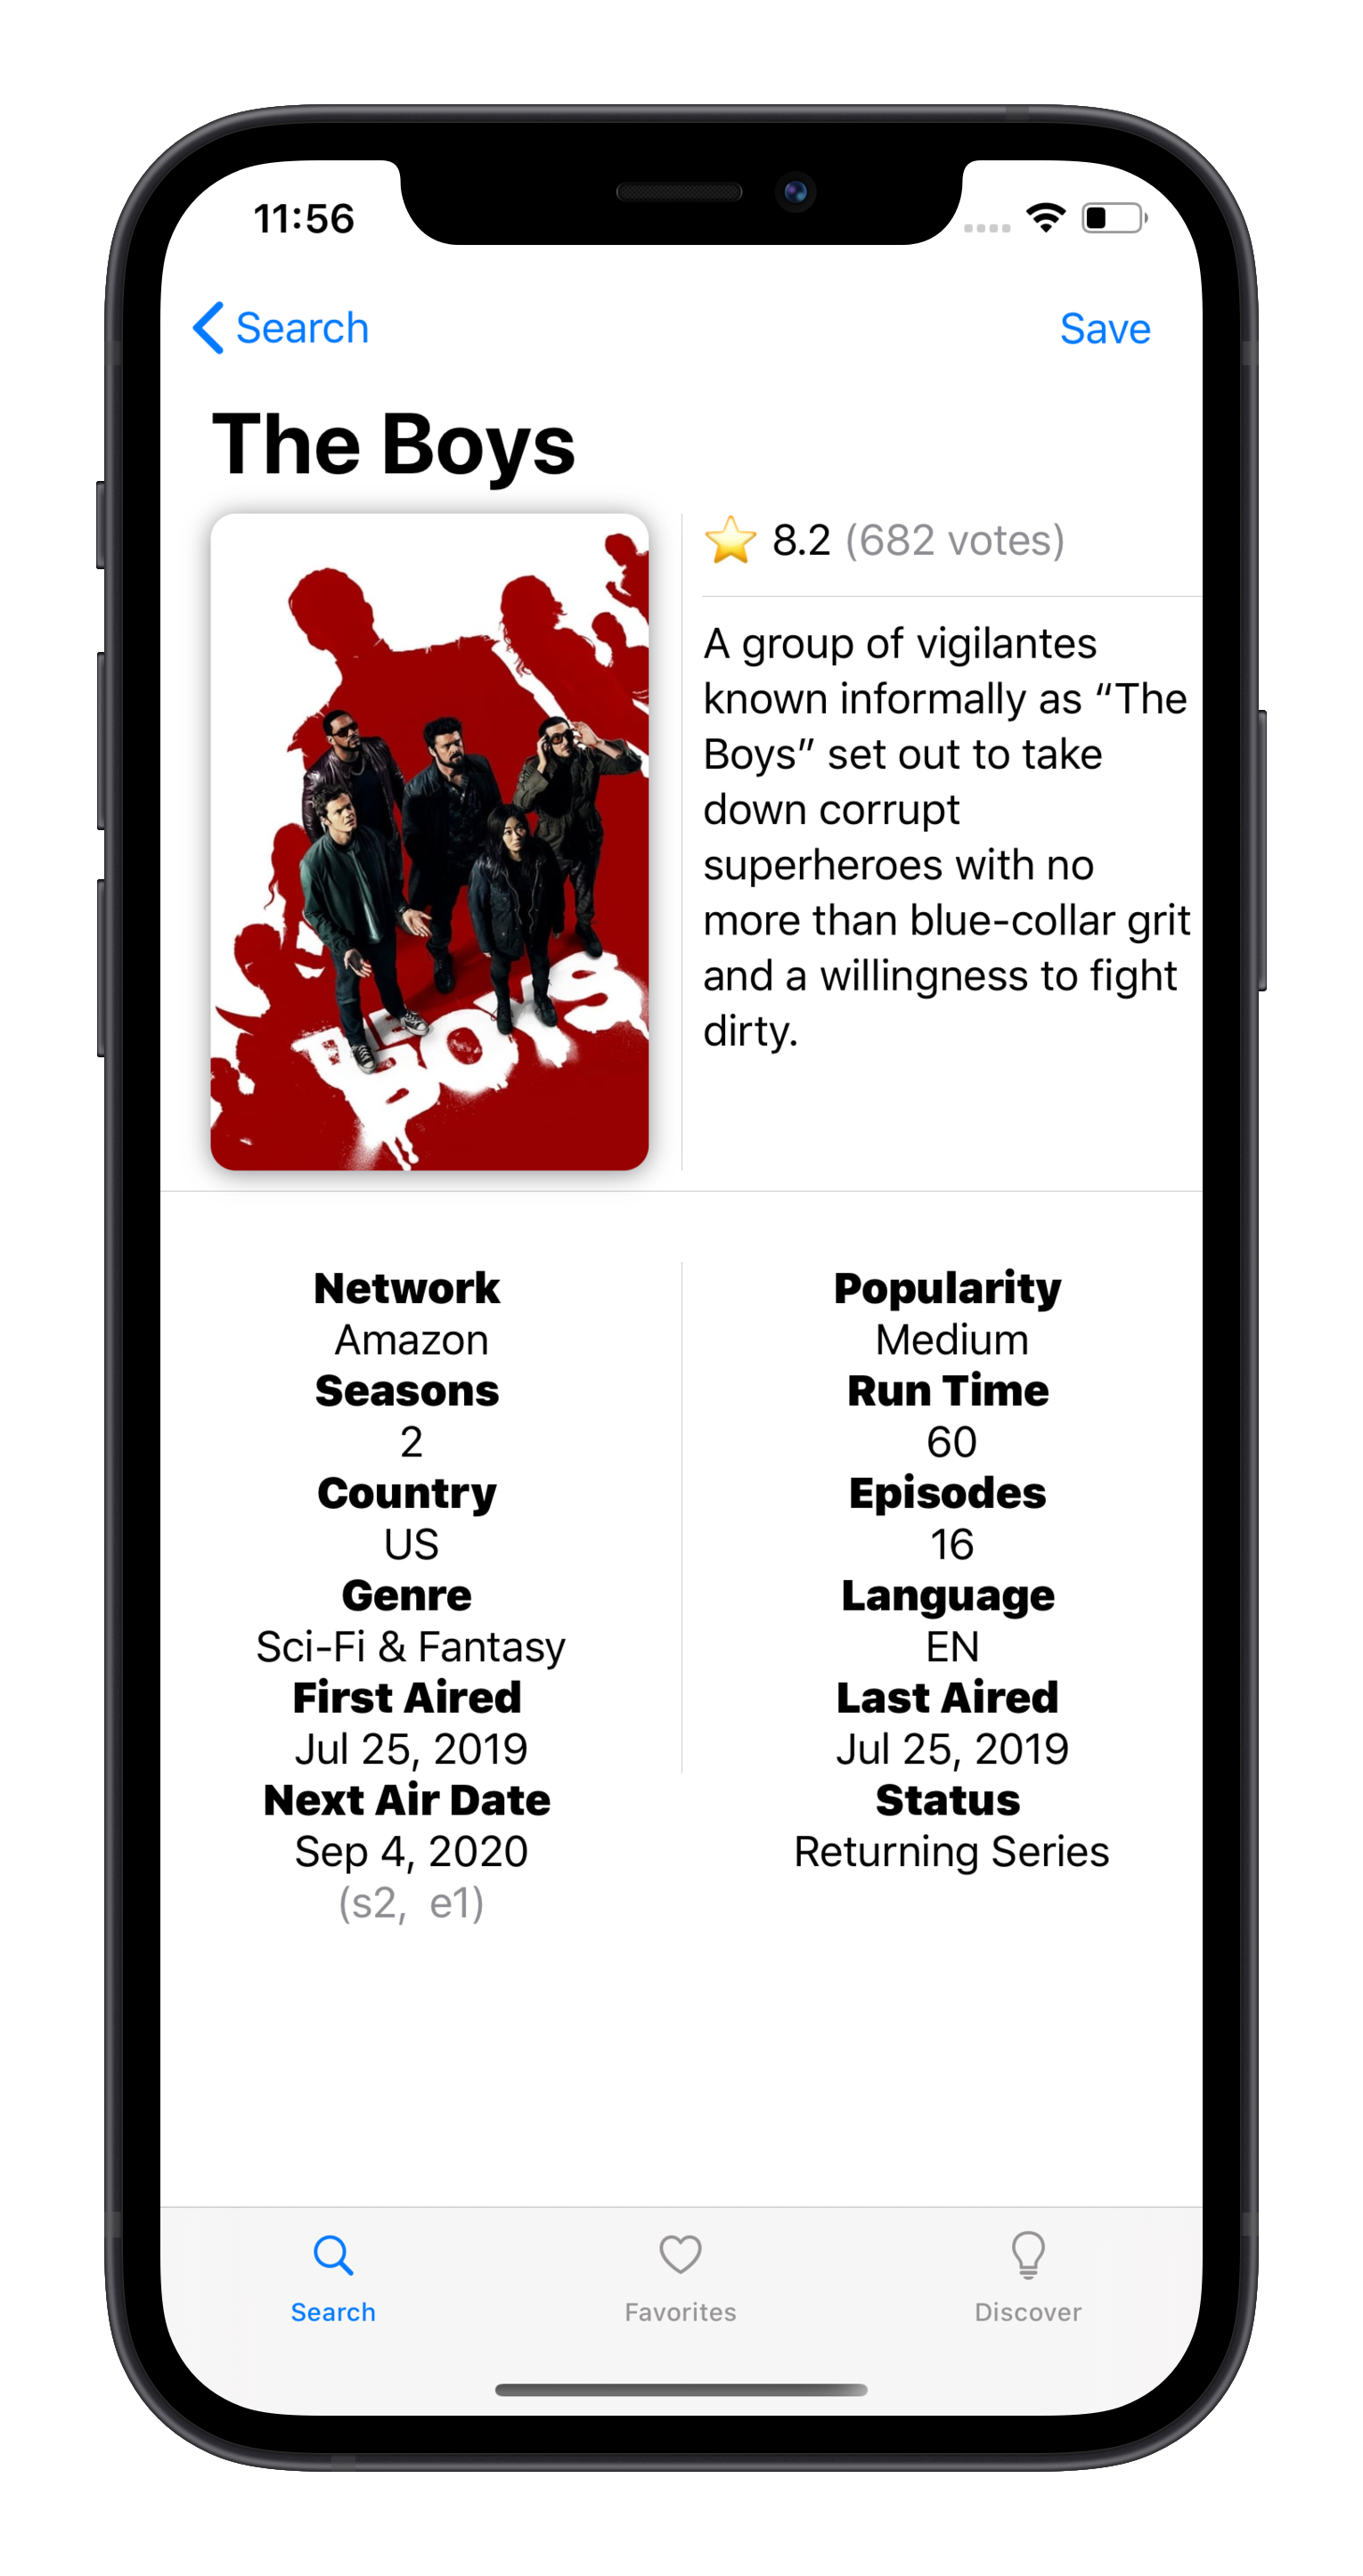 11:56
Search
Save
The Boys
⭐ 8.2 (682 votes)
A group of vigilantes
known informally as “The
Boys” set out to take
down corrupt
superheroes with no
more than blue-collar grit
and a willingness to fight
dirty.
THE
BOYS
Network
Amazon
Seasons
2
Country
US
Genre
Sci-Fi & Fantasy
First Aired
Jul 25, 2019
Next Air Date
Sep 4, 2020
(s2, e1)
Popularity
Medium
Run Time
60
Episodes
16
Language
EN
Last Aired
Jul 25, 2019
Status
Returning Series
Search
Favorites
Discover